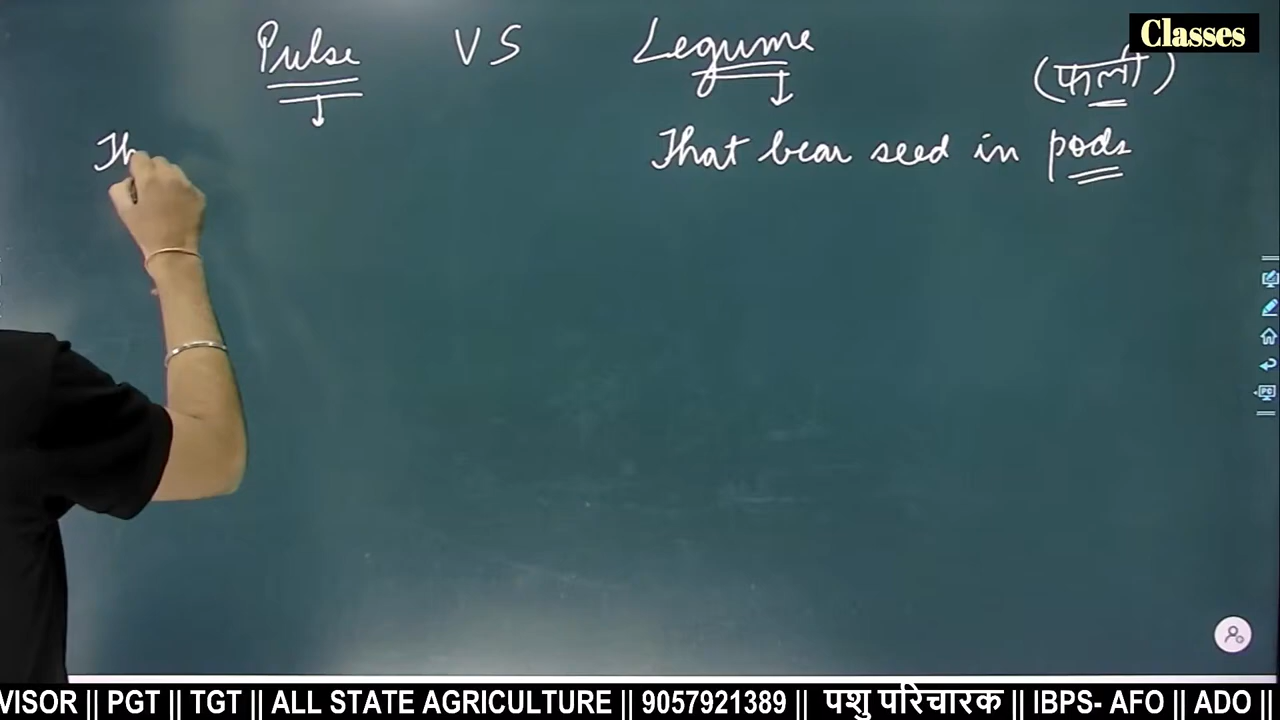 Classes
Pulse VS Legume
(फली)
That bear seed in pods
Th
VISOR || PGT || TGT || ALL STATE AGRICULTURE || 9057921389 || पशु परिचारक || IBPS- AFO || ADO ||